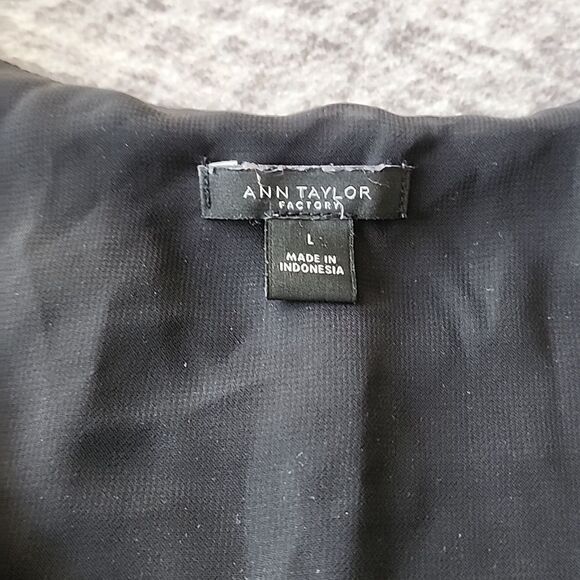 ANN TAYLOR
FACTORY
L
MADE IN
INDONESIA